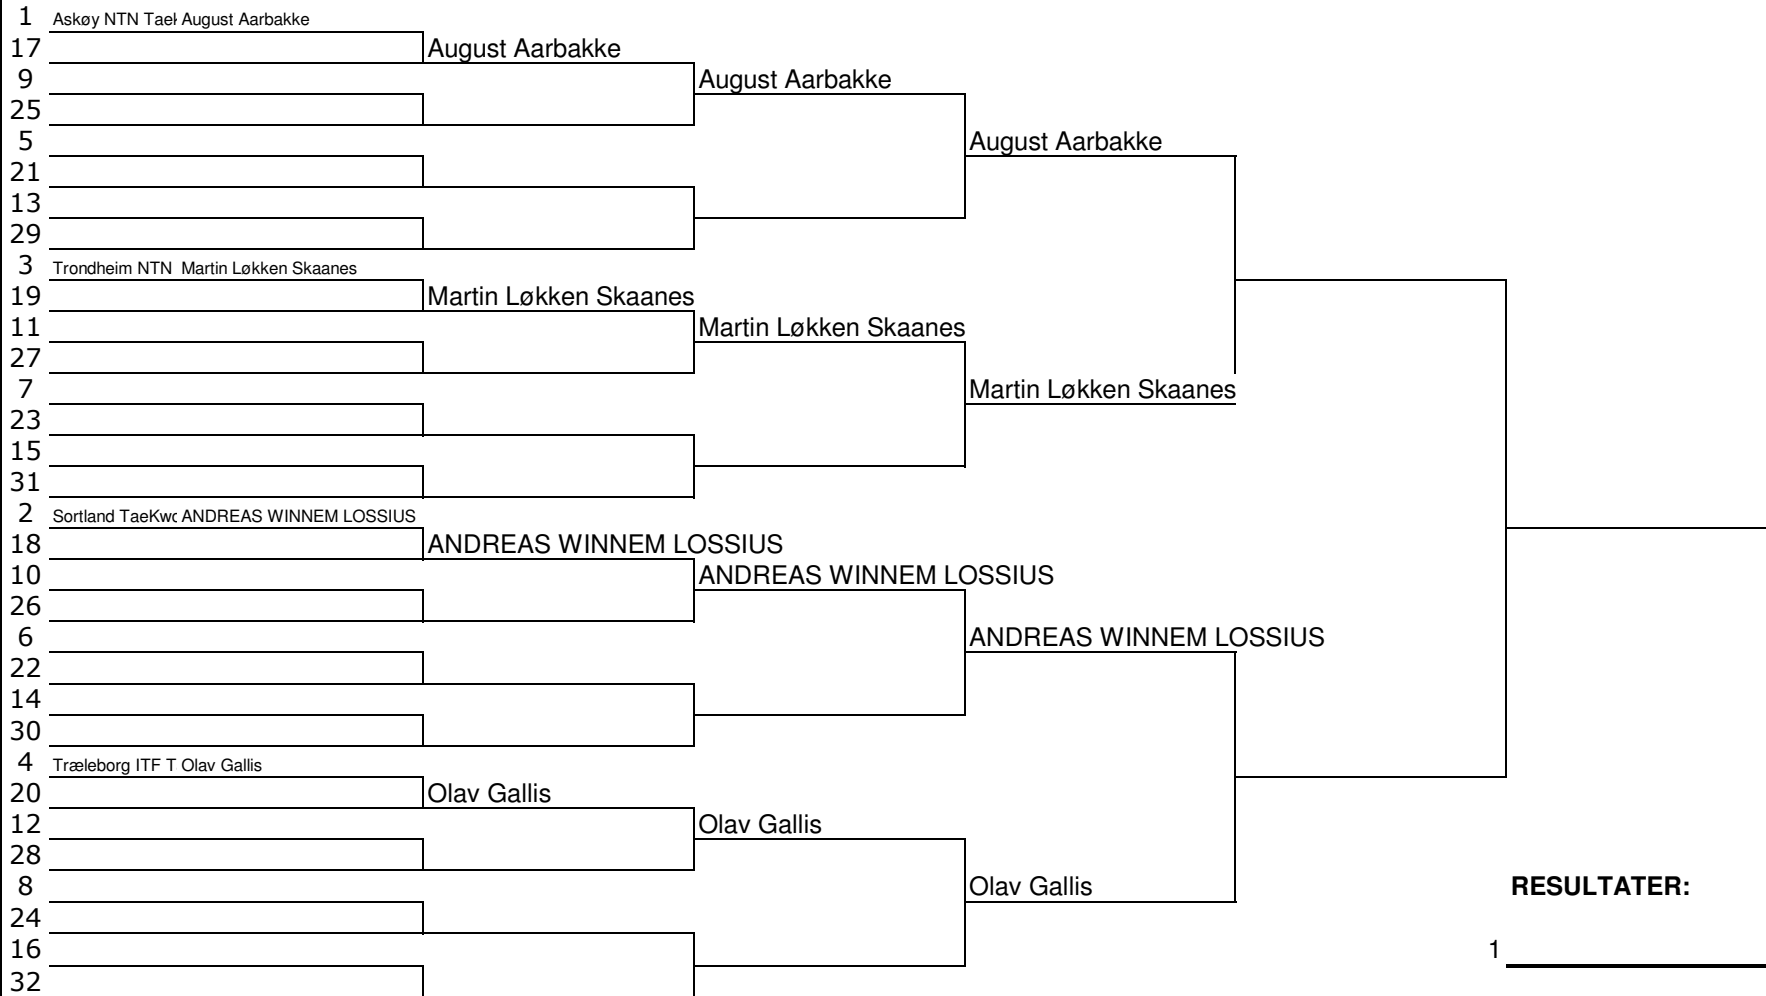 1 Askøy NTN Taek August Aarbakke
17 August Aarbakke
9 August Aarbakke
25
5 August Aarbakke
21
13
29
3 Trondheim NTN Martin Løkken Skaanes
19 Martin Løkken Skaanes
11 Martin Løkken Skaanes
27
7 Martin Løkken Skaanes
23
15
31
2 Sortland TaeKwo ANDREAS WINNEM LOSSIUS
18 ANDREAS WINNEM LOSSIUS
10 ANDREAS WINNEM LOSSIUS
26
6 ANDREAS WINNEM LOSSIUS
22
14
30
4 Træleborg ITF T Olav Gallis
20 Olav Gallis
12 Olav Gallis
28
8 Olav Gallis RESULTATER:
24
16 1
32